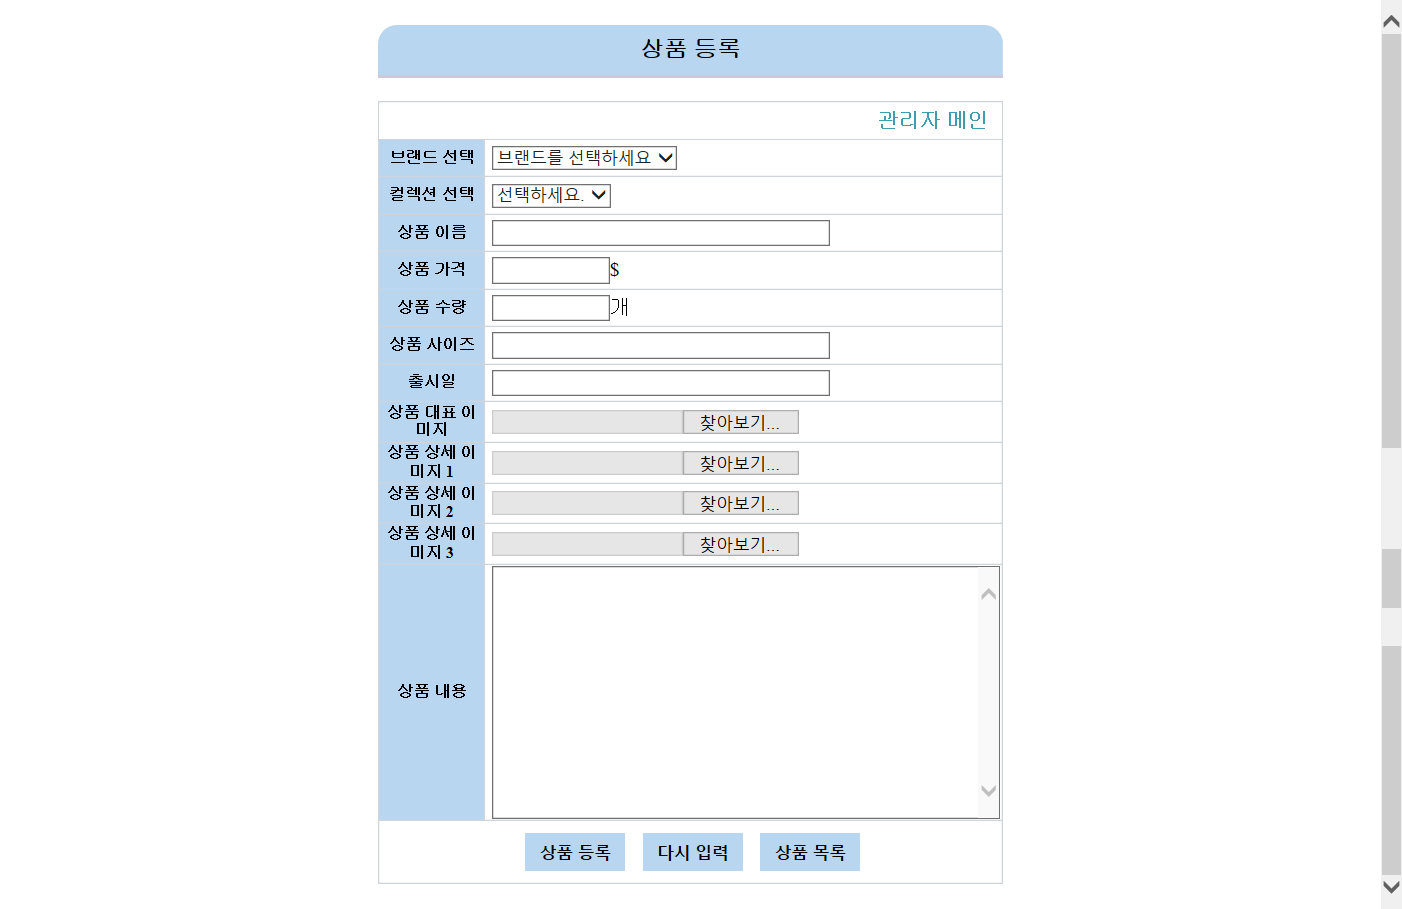 상품 등록
관리자 메인
브랜드 선택 브랜드를 선택하세요
컬렉션 선택 선택하세요.
상품 이름
상품 가격 $
상품 수량 개
상품 사이즈
출시일
상품 대표 이
미지 찾아보기...
상품 상세 이
미지 1 찾아보기...
상품 상세 이
미지 2 찾아보기...
상품 상세 이
미지 3 찾아보기...
상품 내용
상품 등록 다시 입력 상품 목록